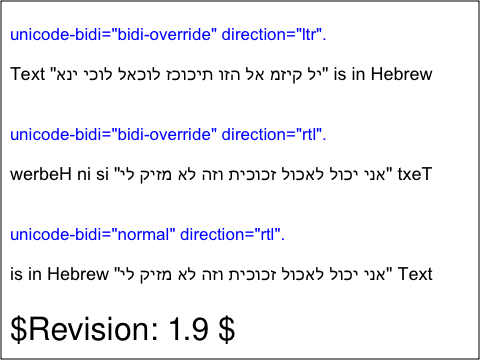 unicode-bidi="bidi-override" direction="ltr".
Text "יל קיזמ אל הזו תיכוכז לוכאל לוכי ינא" is in Hebrew
unicode-bidi="bidi-override" direction="rtl".
werbeH ni si "אני יכול לאכול זכוכית וזה לא מזיק לי" txeT
unicode-bidi="normal" direction="rtl".
is in Hebrew "אני יכול לאכול זכוכית וזה לא מזיק לי" Text
$Revision: 1.9 $